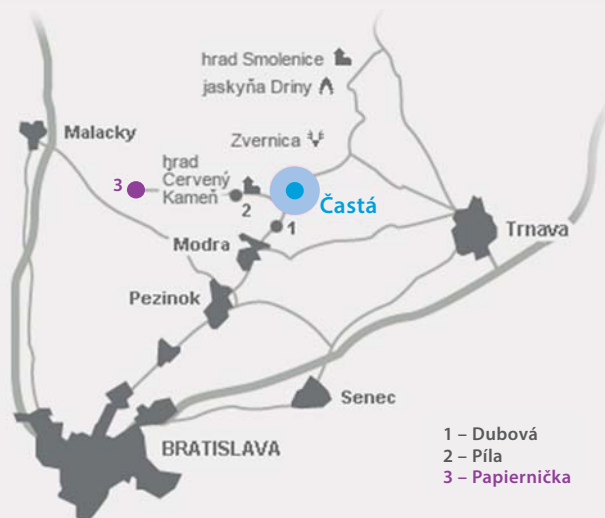 hrad Smolenice
jaskyňa Driny
Malacky
Zvernica
hrad
Červený
Kameň
3
2
Častá
1
Trnava
Modra
Pezinok
Senec
BRATISLAVA
1 – Dubová
2 – Píla
3 – Papiernička